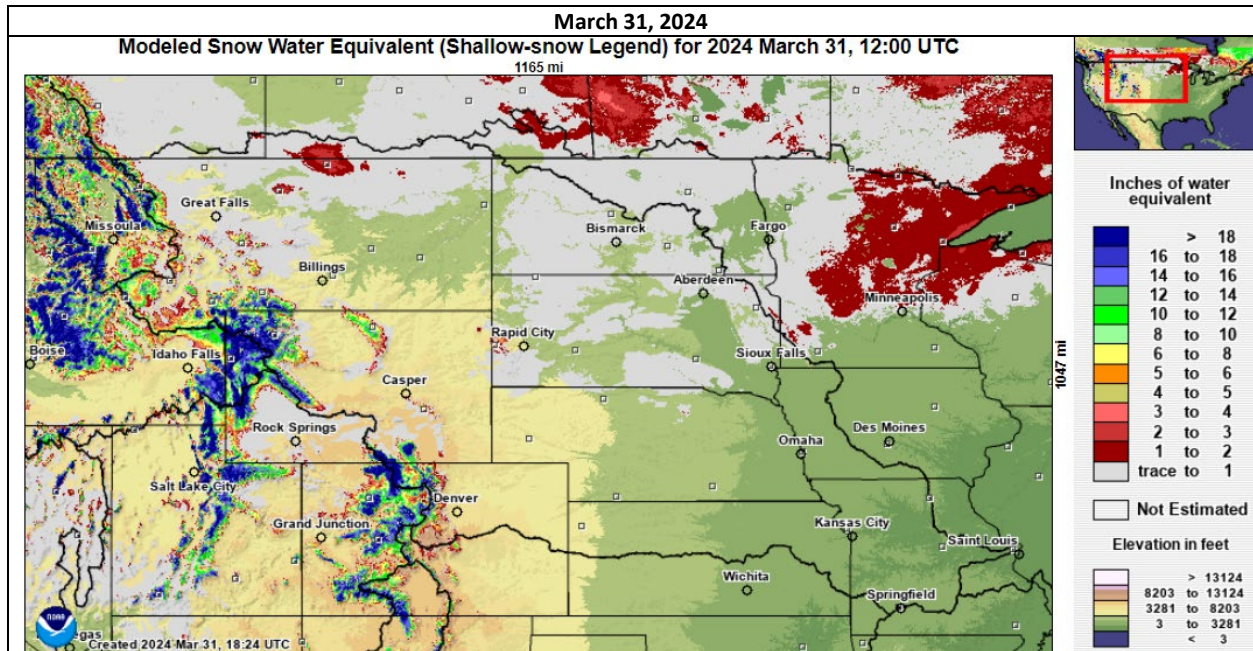 March 31, 2024
Modeled Snow Water Equivalent (Shallow-snow Legend) for 2024 March 31, 12:00 UTC
1165 mi
Great Falls
Missoula
Bismarck
Fargo
Billings
Aberdeen
Minneapolis
Rapid City
Boise
Idaho Falls
Sioux Falls
1047 mi
Casper
Rock Springs
Des Moines
Omaha
Salt Lake City
Denver
Grand Junction
Kansas City
Saint Louis
Wichita
Springfield
NOAA
egas
Created 2024 Mar 31, 18:24 UTC
Inches of water
equivalent
> 18
16 to 18
14 to 16
12 to 14
10 to 12
8 to 10
6 to 8
5 to 6
4 to 5
3 to 4
2 to 3
1 to 2
trace to 1
Not Estimated
Elevation in feet
> 13124
8203 to 13124
3281 to 8203
3 to 3281
< 3